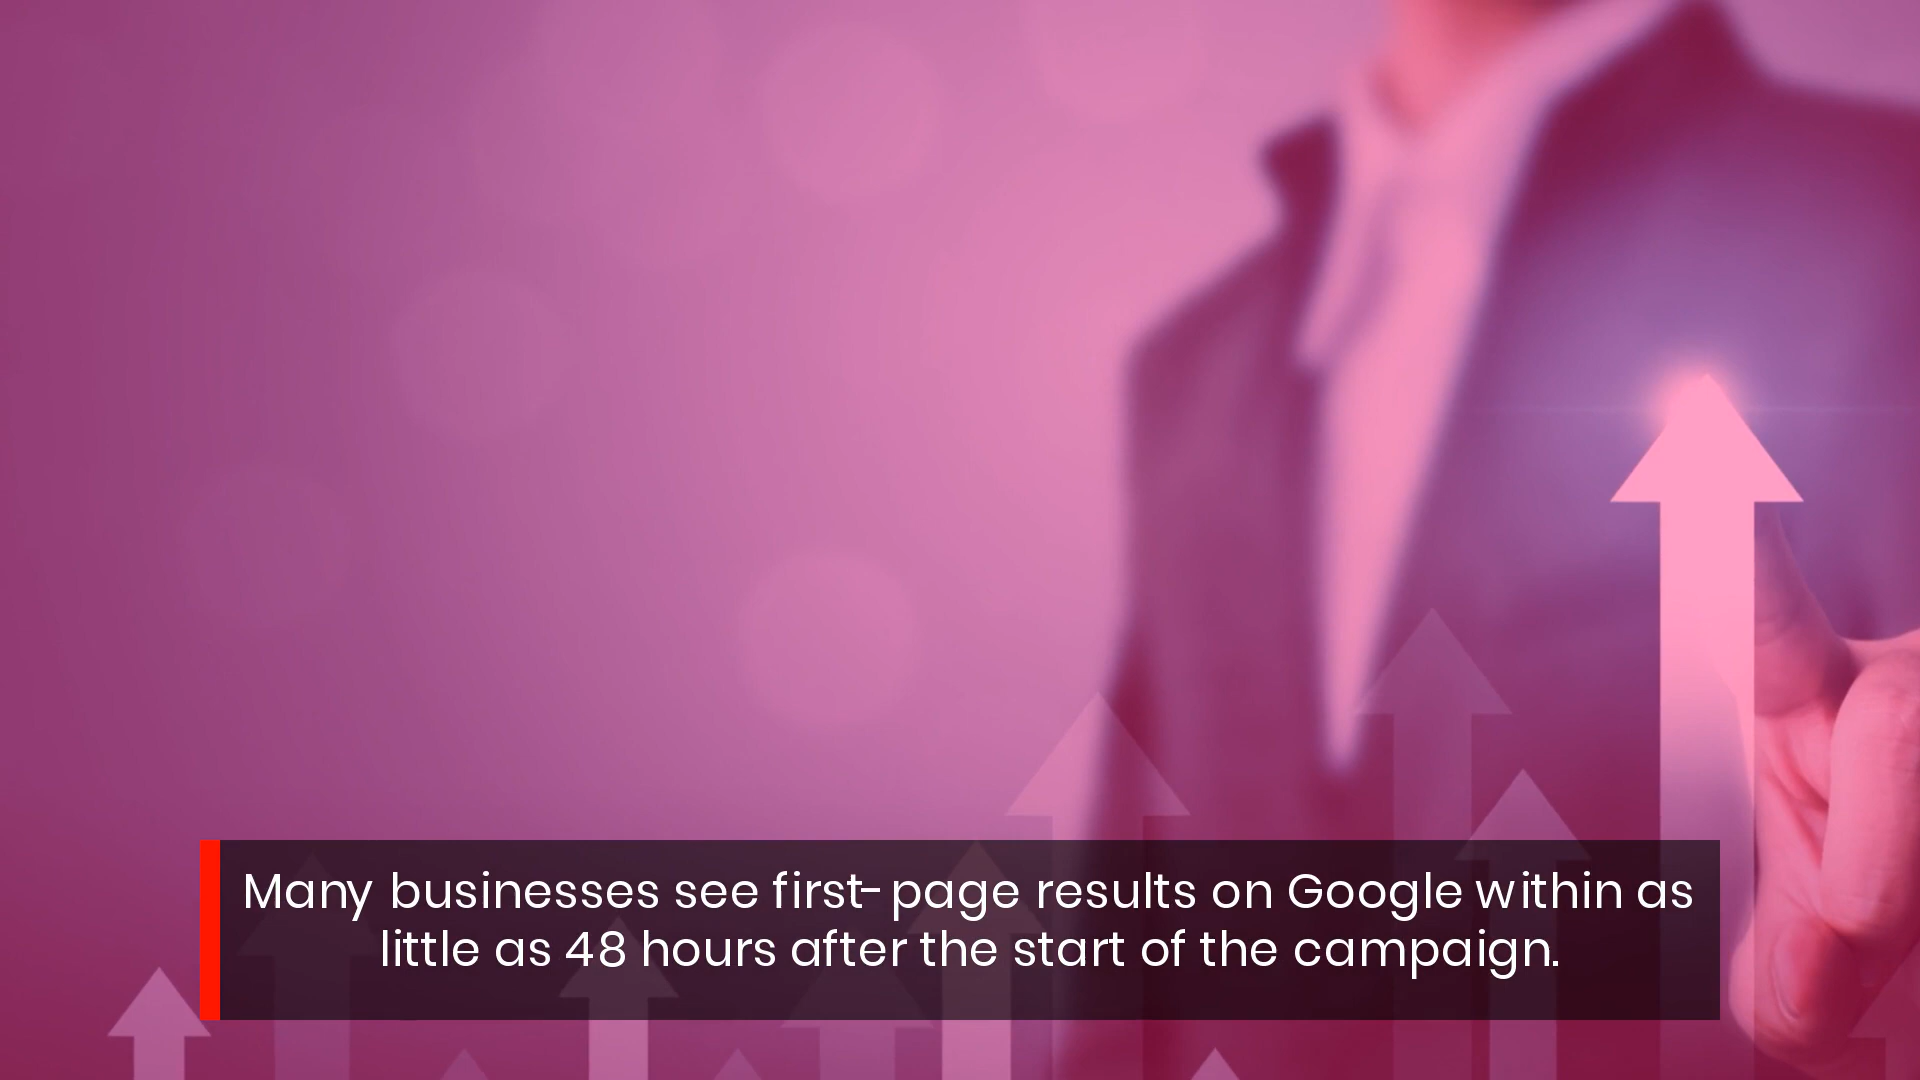 Many businesses see first-page results on Google within as
little as 48 hours after the start of the campaign.